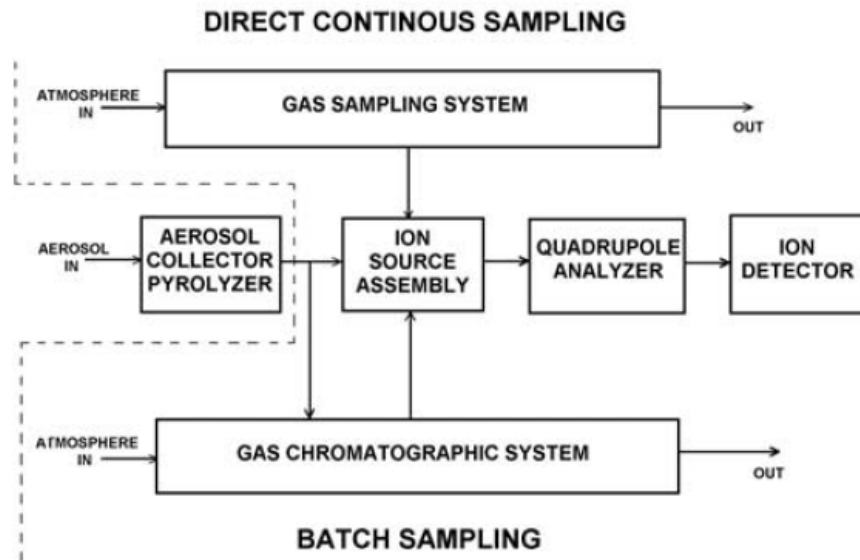 DIRECT CONTINOUS SAMPLING
ATMOSPHERE
IN
GAS SAMPLING SYSTEM
OUT
AEROSOL
IN
AEROSOL
COLLECTOR
PYROLYZER
ION
SOURCE
ASSEMBLY
QUADRUPOLE
ANALYZER
ION
DETECTOR
ATMOSPHERE
IN
GAS CHROMATOGRAPHIC SYSTEM
OUT
BATCH SAMPLING